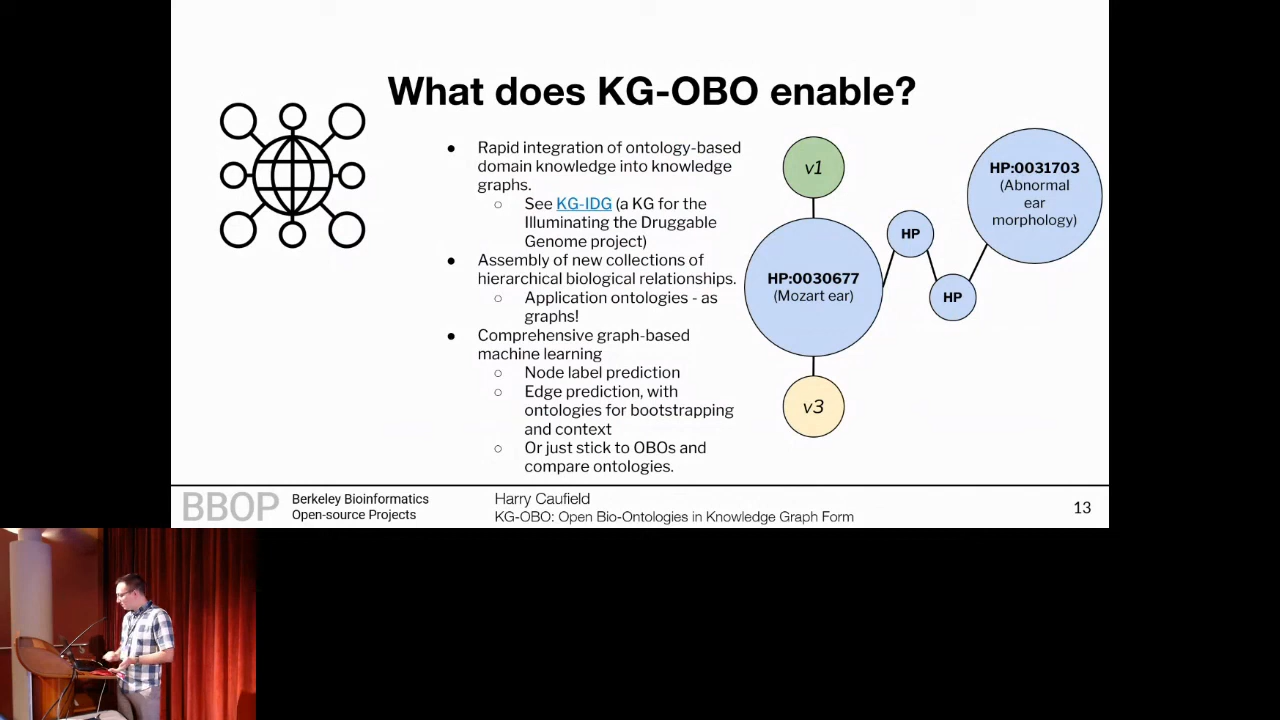 What does KG-OBO enable?
● Rapid integration of ontology-based
domain knowledge into knowledge
graphs.
○ See KG-IDG (a KG for the
Illuminating the Druggable
Genome project)
● Assembly of new collections of
hierarchical biological relationships.
○ Application ontologies - as
graphs!
● Comprehensive graph-based
machine learning
○ Node label prediction
○ Edge prediction, with
ontologies for bootstrapping
and context
○ Or just stick to OBOs and
compare ontologies.
v1
HP:0030677
(Mozart ear)
v3
HP
HP
HP:0031703
(Abnormal
ear
morphology)
BBOP
Berkeley Bioinformatics
Open-source Projects
Harry Caufield
KG-OBO: Open Bio-Ontologies in Knowledge Graph Form
13